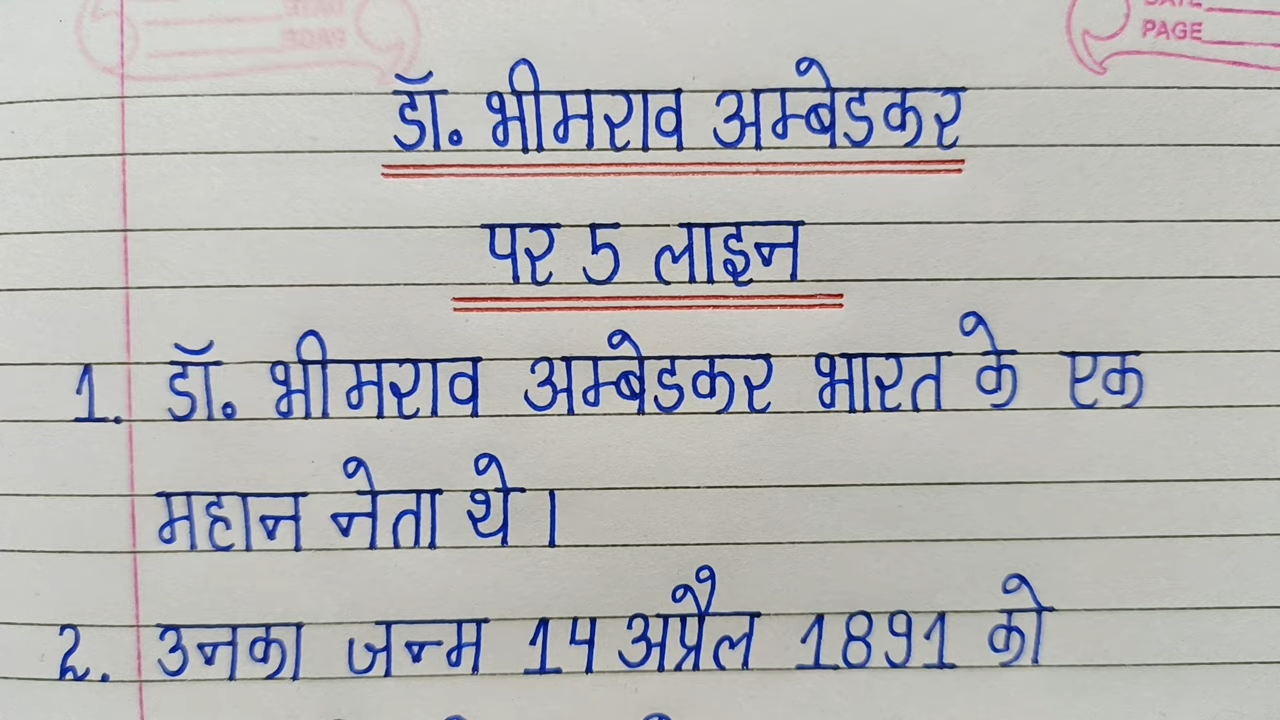 DATE
PAGE
डॉ. भीमराव अम्बेडकर
पर 5 लाइन
1. डॉ. भीमराव अम्बेडकर भारत के एक
महान नेता थे।
2. उनका जन्म 14 अप्रैल 1891 को